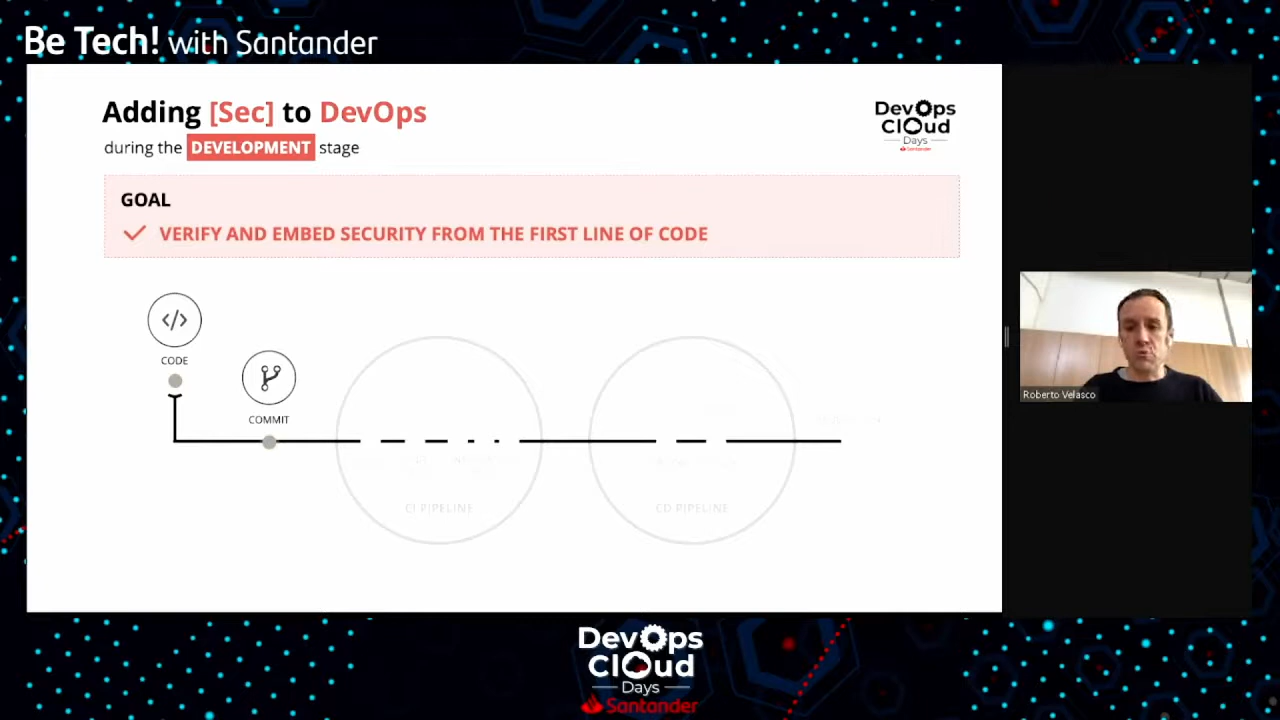 Be Tech! with Santander
Adding [Sec] to DevOps
during the DEVELOPMENT stage
DevOps
Cloud
Days
Santander
GOAL
VERIFY AND EMBED SECURITY FROM THE FIRST LINE OF CODE
</>
CODE
COMMIT
CI PIPELINE
CD PIPELINE
Roberto Velasco
DevOps
Cloud
Days
Santander